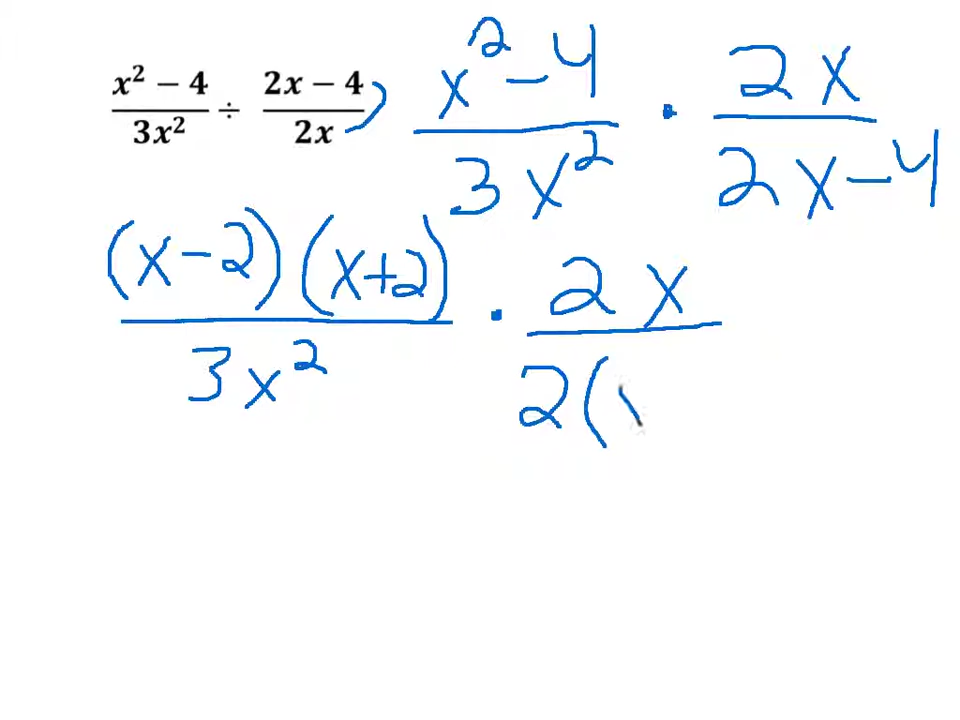 x² − 4 / 3x² ÷ 2x − 4 / 2x
x² − 4 / 3x² · 2x / 2x − 4
(x − 2)(x + 2) / 3x² · 2x / 2(